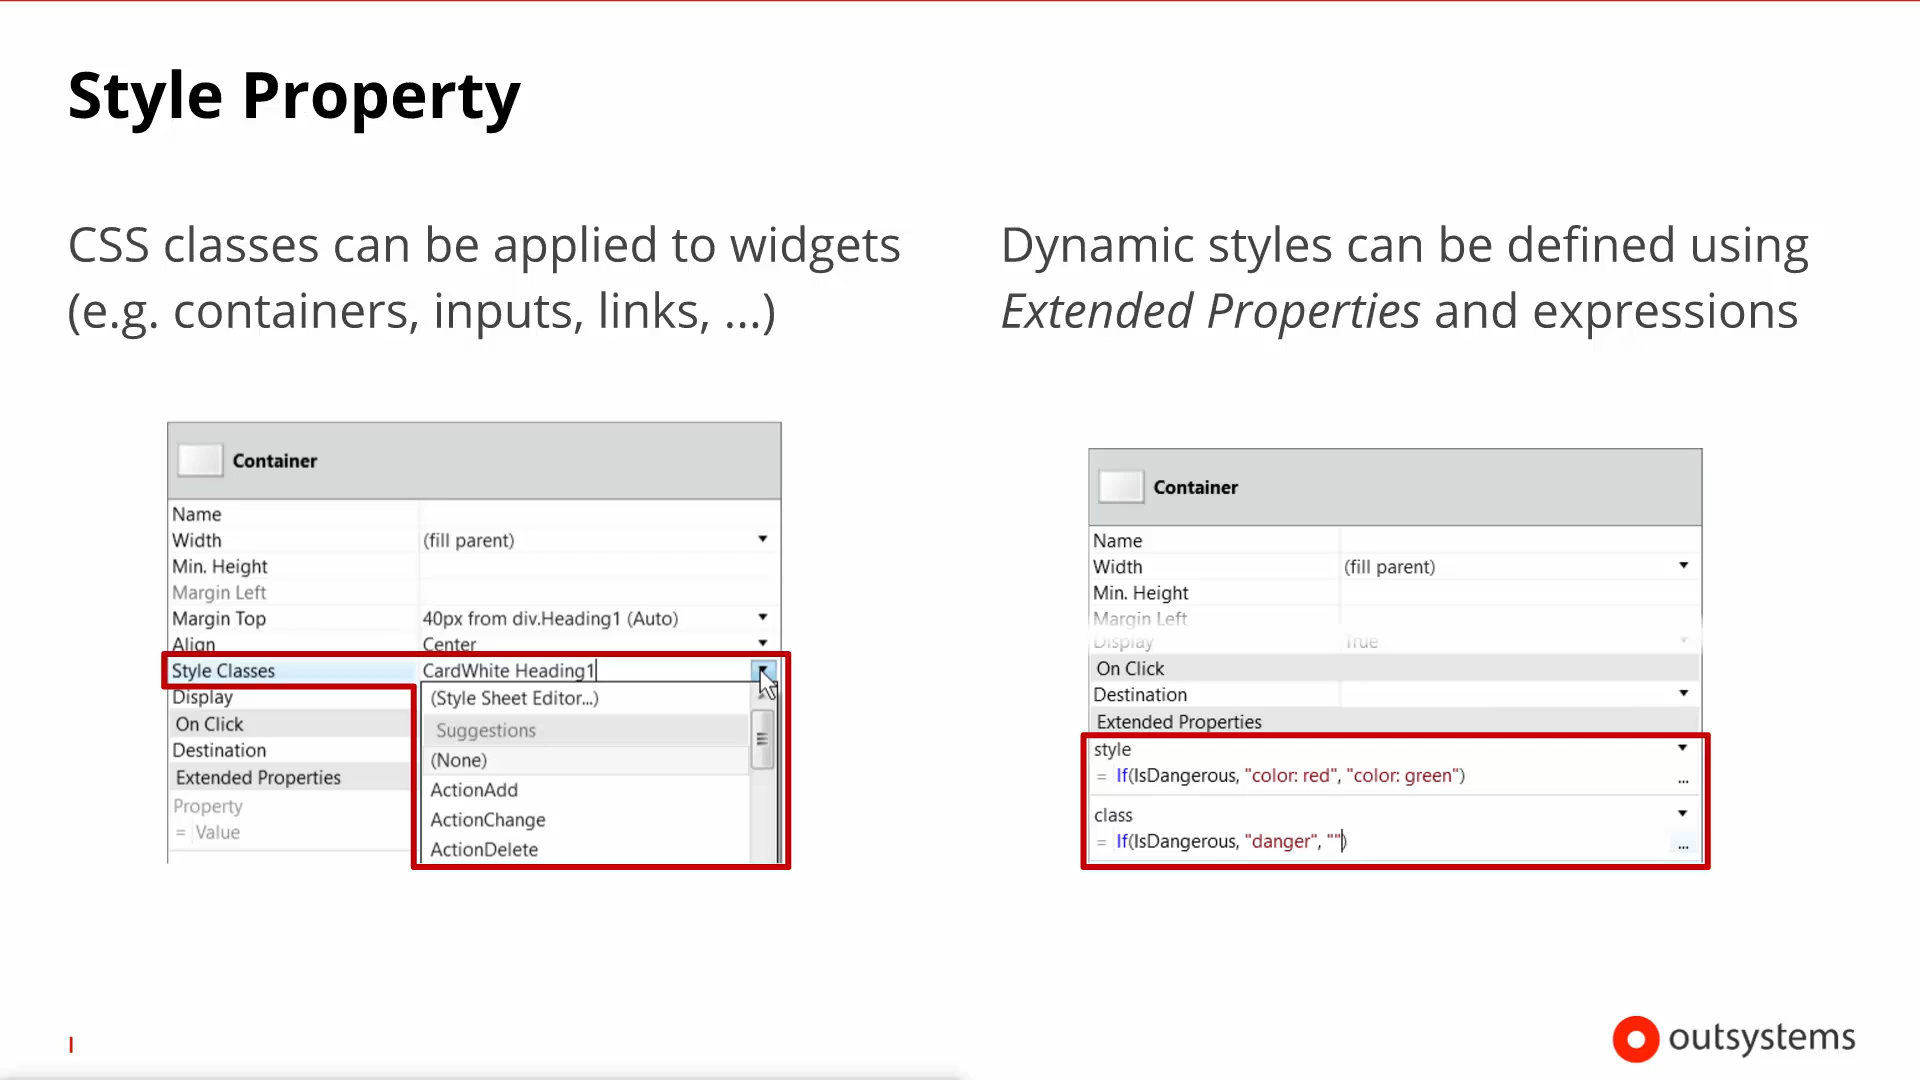 Style Property
CSS classes can be applied to widgets
(e.g. containers, inputs, links, ...)
Container
Name
Width (fill parent)
Min. Height
Margin Left
Margin Top 40px from div.Heading1 (Auto)
Align Center
Style Classes CardWhite Heading1
Display
On Click
Destination
Extended Properties
Property
= Value
(Style Sheet Editor...)
Suggestions
(None)
ActionAdd
ActionChange
ActionDelete
Dynamic styles can be defined using
Extended Properties and expressions
Container
Name
Width (fill parent)
Min. Height
Margin Left
Display True
On Click
Destination
Extended Properties
style
= If(IsDangerous, "color: red", "color: green") ...
class
= If(IsDangerous, "danger", "") ...
outsystems